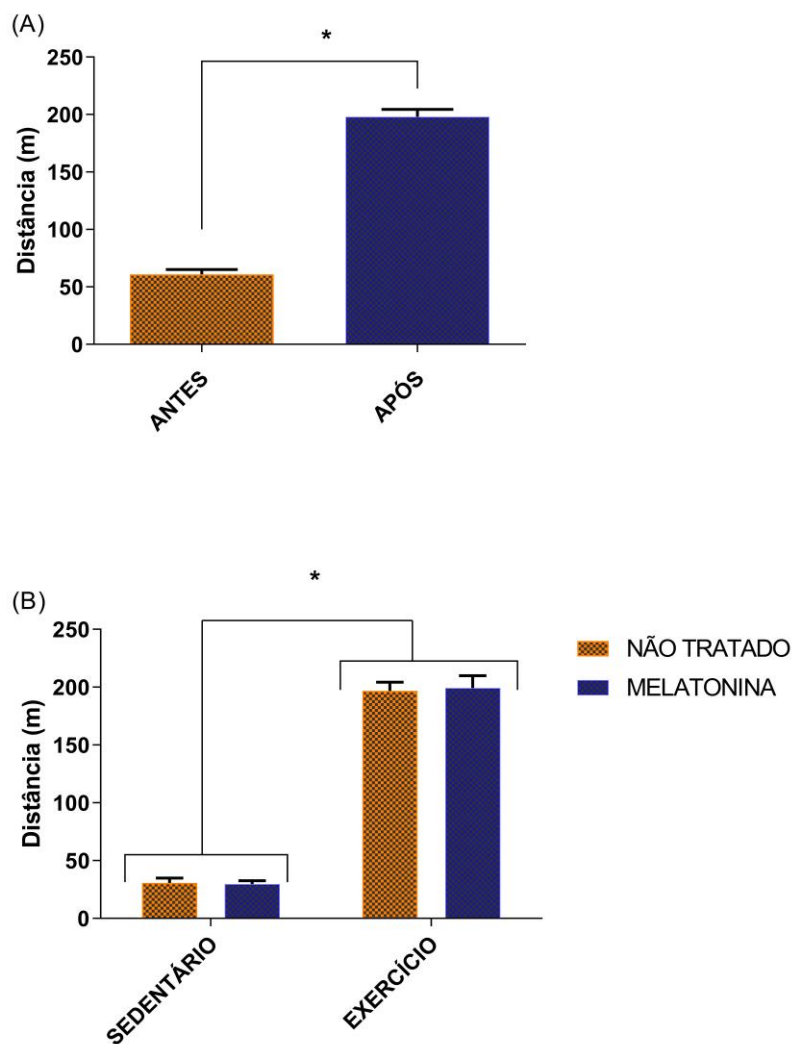 (A)
*
250
200
150
100
50
0
Distância (m)
ANTES
APÓS
*
(B)
250
200
150
100
50
0
Distância (m)
SEDENTÁRIO
EXERCÍCIO
NÃO TRATADO
MELATONINA